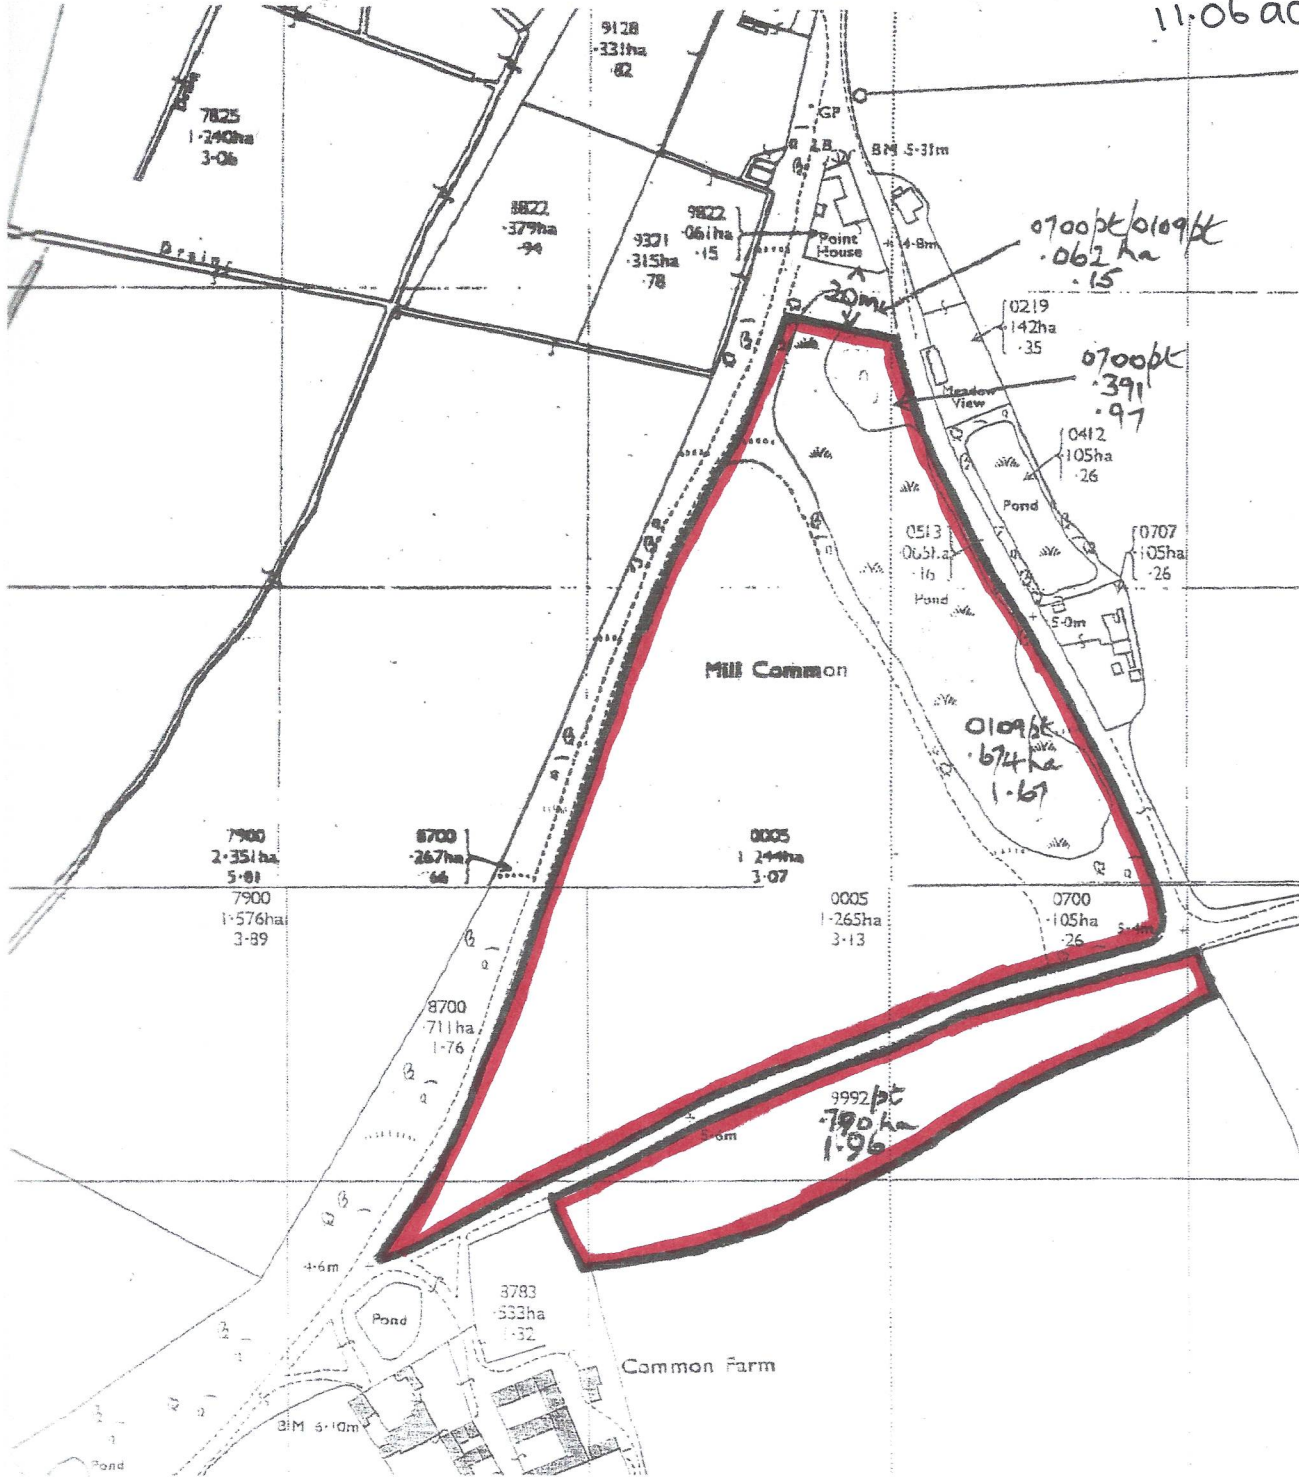 11.06 ac
9128
.331ha
.82
Drain
7825
1.240ha
3.06
GP
LB
BM 5.31m
8822
.379ha
.94
9321
.315ha
.78
9822
.061ha
.15
Point
House
4.8m
0700pt/0109pt
.062 ha
.15
Drains
20m
0219
.142ha
.35
0700pt
.391
.97
Meadow
View
0412
.105ha
.26
Pond
0513
.065ha
.16
Pond
0707
.105ha
.26
5.0m
Mill Common
0109pt
.674 ha
1.67
7900
2.351ha
5.81
8700
.267ha
.66
0005
1.244ha
3.07
7900
1.576ha
3.89
0005
1.265ha
3.13
0700
.105ha
.26
5.4m
8700
.711ha
1.76
9992pt
.790 ha
1.96
5.6m
4.6m
Pond
8783
.533ha
1.32
Common Farm
BM 6.10m
Pond